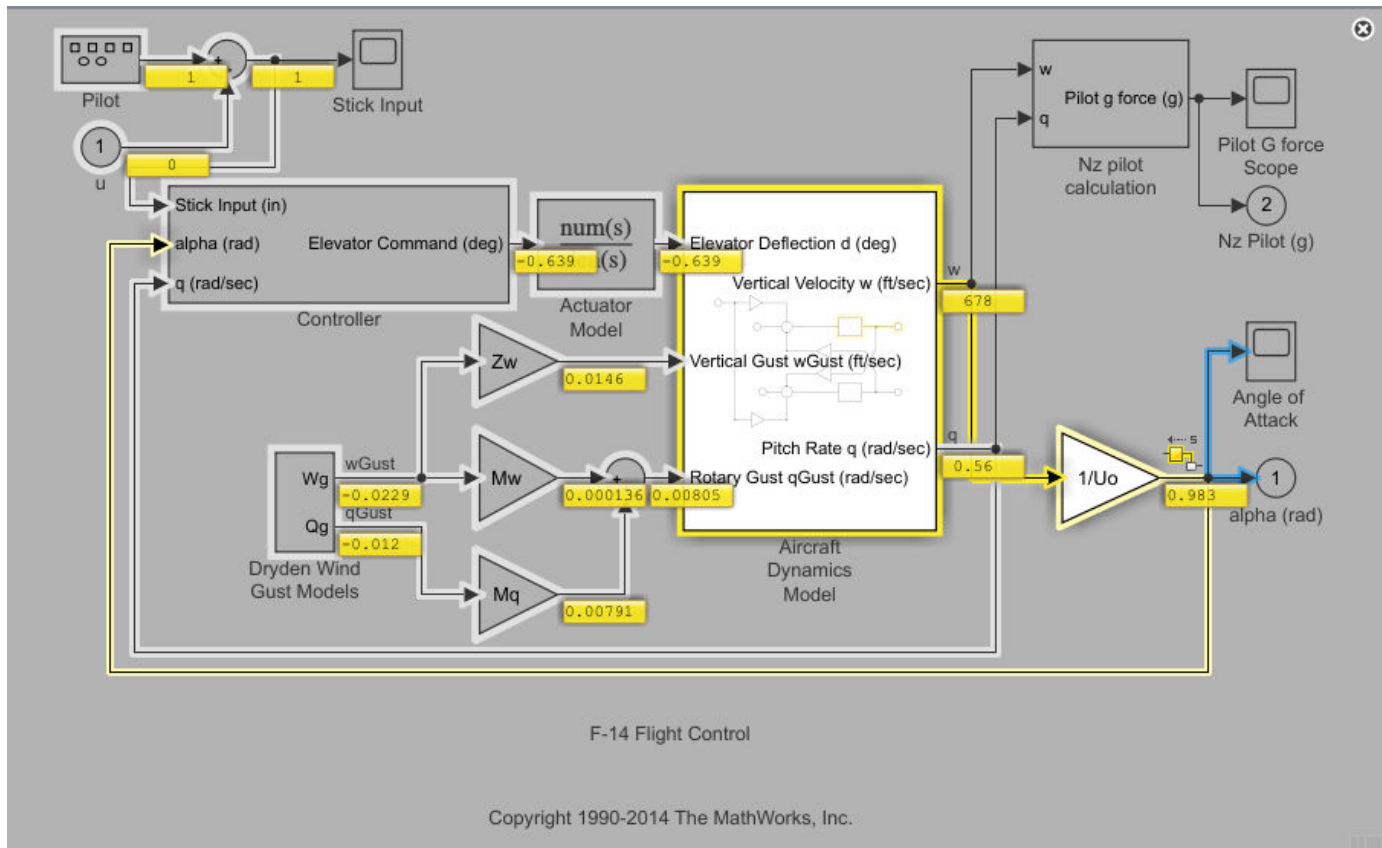 Pilot
1
1
Stick Input
1
u
0
Stick Input (in)
alpha (rad)
q (rad/sec)
Elevator Command (deg)
Controller
-0.639
num(s)
(s)
Actuator
Model
-0.639
Elevator Deflection d (deg)
Vertical Velocity w (ft/sec)
Vertical Gust wGust (ft/sec)
Pitch Rate q (rad/sec)
Rotary Gust qGust (rad/sec)
Aircraft
Dynamics
Model
w
678
q
0.56
w
q
Pilot g force (g)
Nz pilot
calculation
Pilot G force
Scope
2
Nz Pilot (g)
Zw
0.0146
Mw
0.000136
0.00805
Mq
0.00791
Wg
Qg
wGust
-0.0229
qGust
-0.012
Dryden Wind
Gust Models
1/Uo
s
0.983
Angle of
Attack
1
alpha (rad)
F-14 Flight Control
Copyright 1990-2014 The MathWorks, Inc.